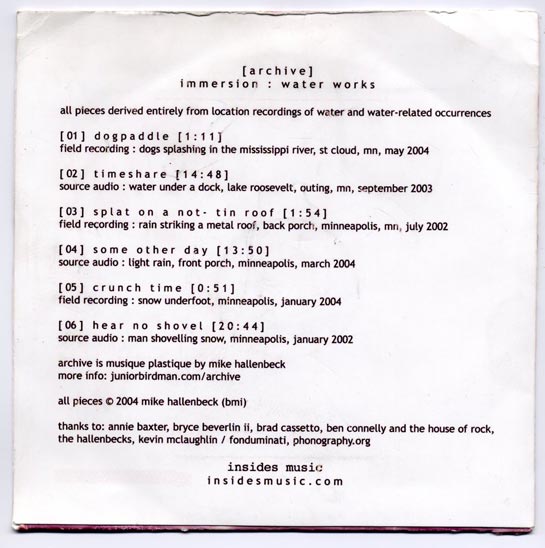 [archive]
immersion : water works
all pieces derived entirely from location recordings of water and water-related occurrences
[01] dogpaddle [1:11]
field recording : dogs splashing in the mississippi river, st cloud, mn, may 2004
[02] timeshare [14:48]
source audio : water under a dock, lake roosevelt, outing, mn, september 2003
[03] splat on a not- tin roof [1:54]
field recording : rain striking a metal roof, back porch, minneapolis, mn, july 2002
[04] some other day [13:50]
source audio : light rain, front porch, minneapolis, march 2004
[05] crunch time [0:51]
field recording : snow underfoot, minneapolis, january 2004
[06] hear no shovel [20:44]
source audio : man shovelling snow, minneapolis, january 2002
archive is musique plastique by mike hallenbeck
more info: juniorbirdman.com/archive
all pieces © 2004 mike hallenbeck (bmi)
thanks to: annie baxter, bryce beverlin ii, brad cassetto, ben connelly and the house of rock,
the hallenbecks, kevin mclaughlin / fonduminati, phonography.org
insides music
insidesmusic.com